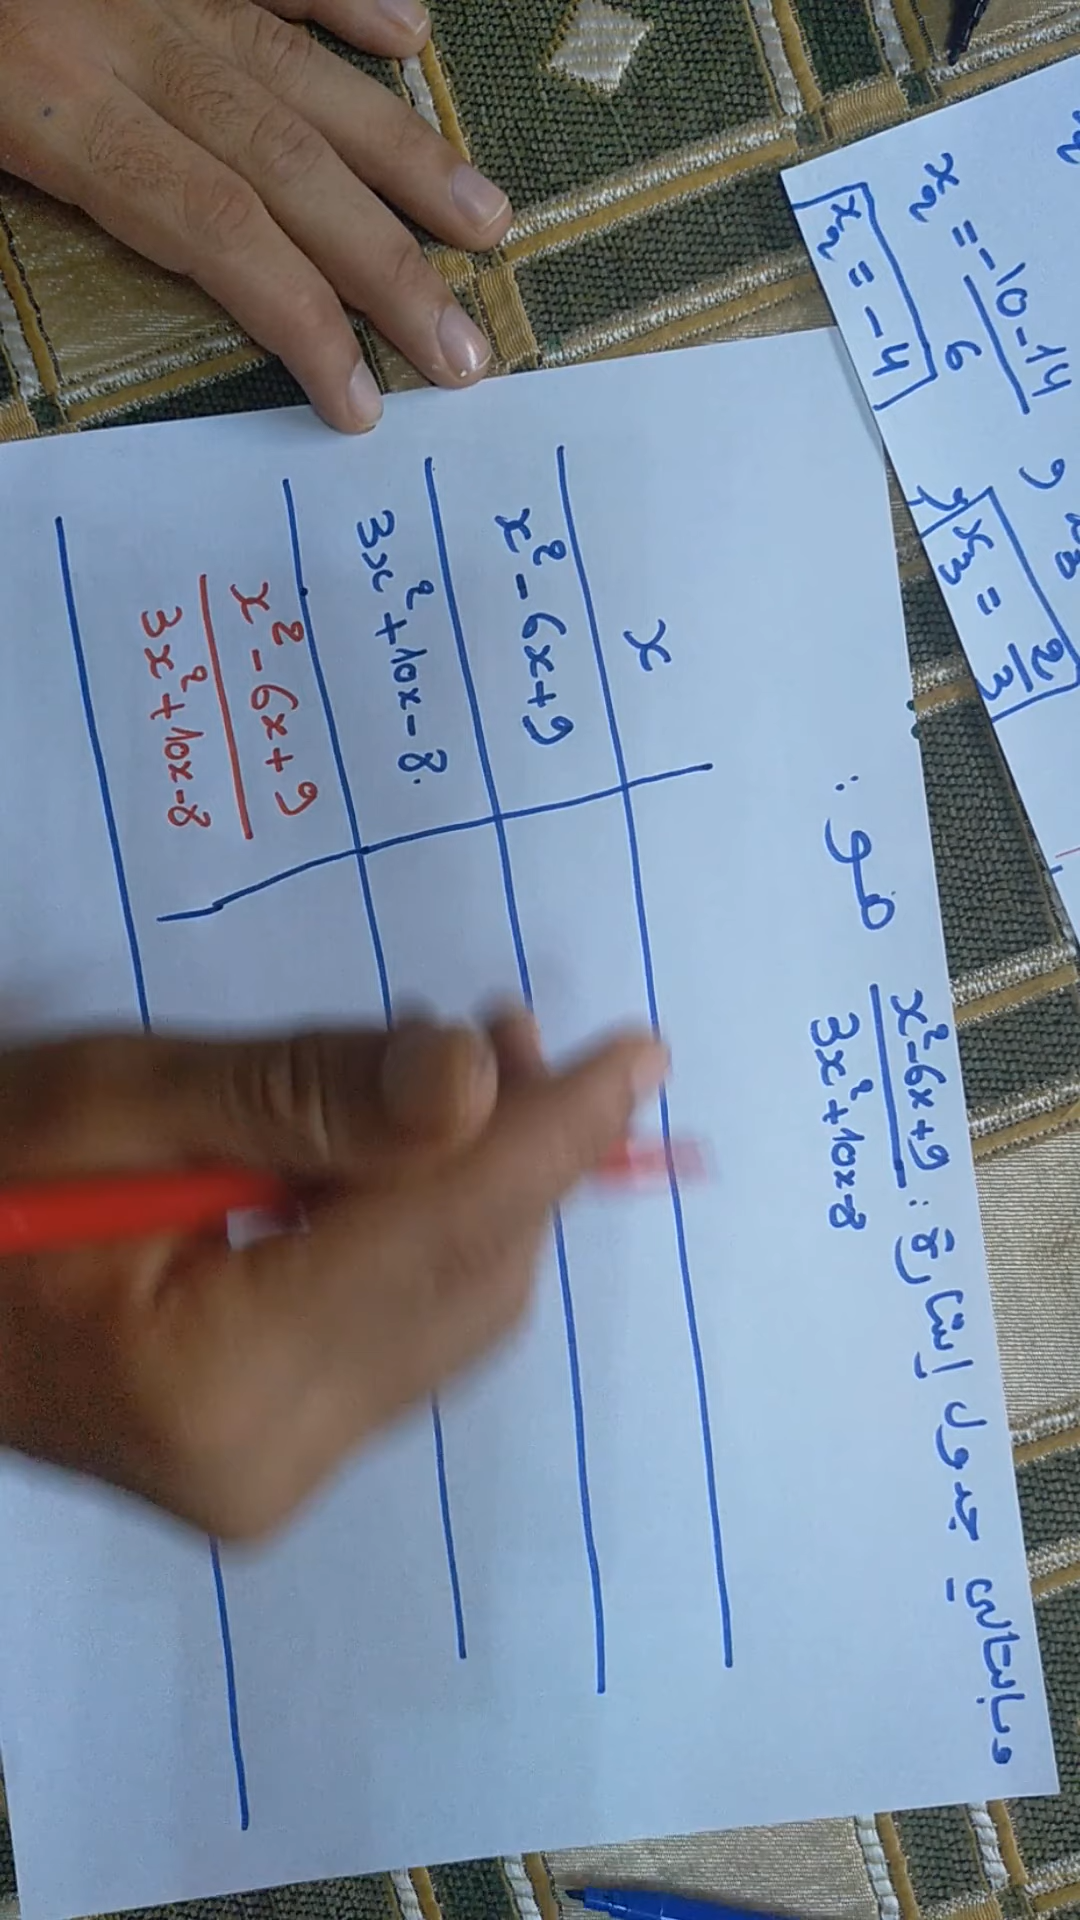 x₂ = -10-14 / 6
x₂ = -4
,
x₃ = 2/3
وبالتالي جدول إشارة : x²-6x+9 / 3x²+10x-8 هو :
x
x² - 6x+9
3x² +10x - 8.
x² - 6x + 9 / 3x² + 10x - 8